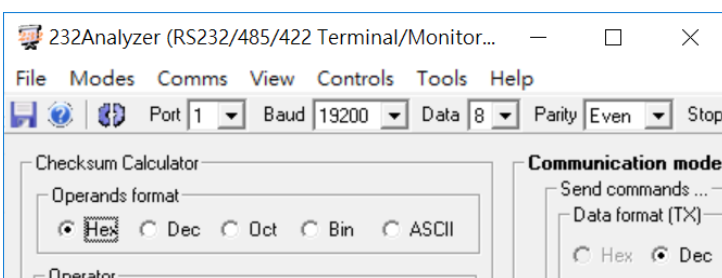 232Analyzer (RS232/485/422 Terminal/Monitor...
File Modes Comms View Controls Tools Help
Port 1 Baud 19200 Data 8 Parity Even Stop
Checksum Calculator
Communication mode
Operands format
Send commands ...
Data format (TX)
Hex Dec Oct Bin ASCII
Hex Dec
Operator